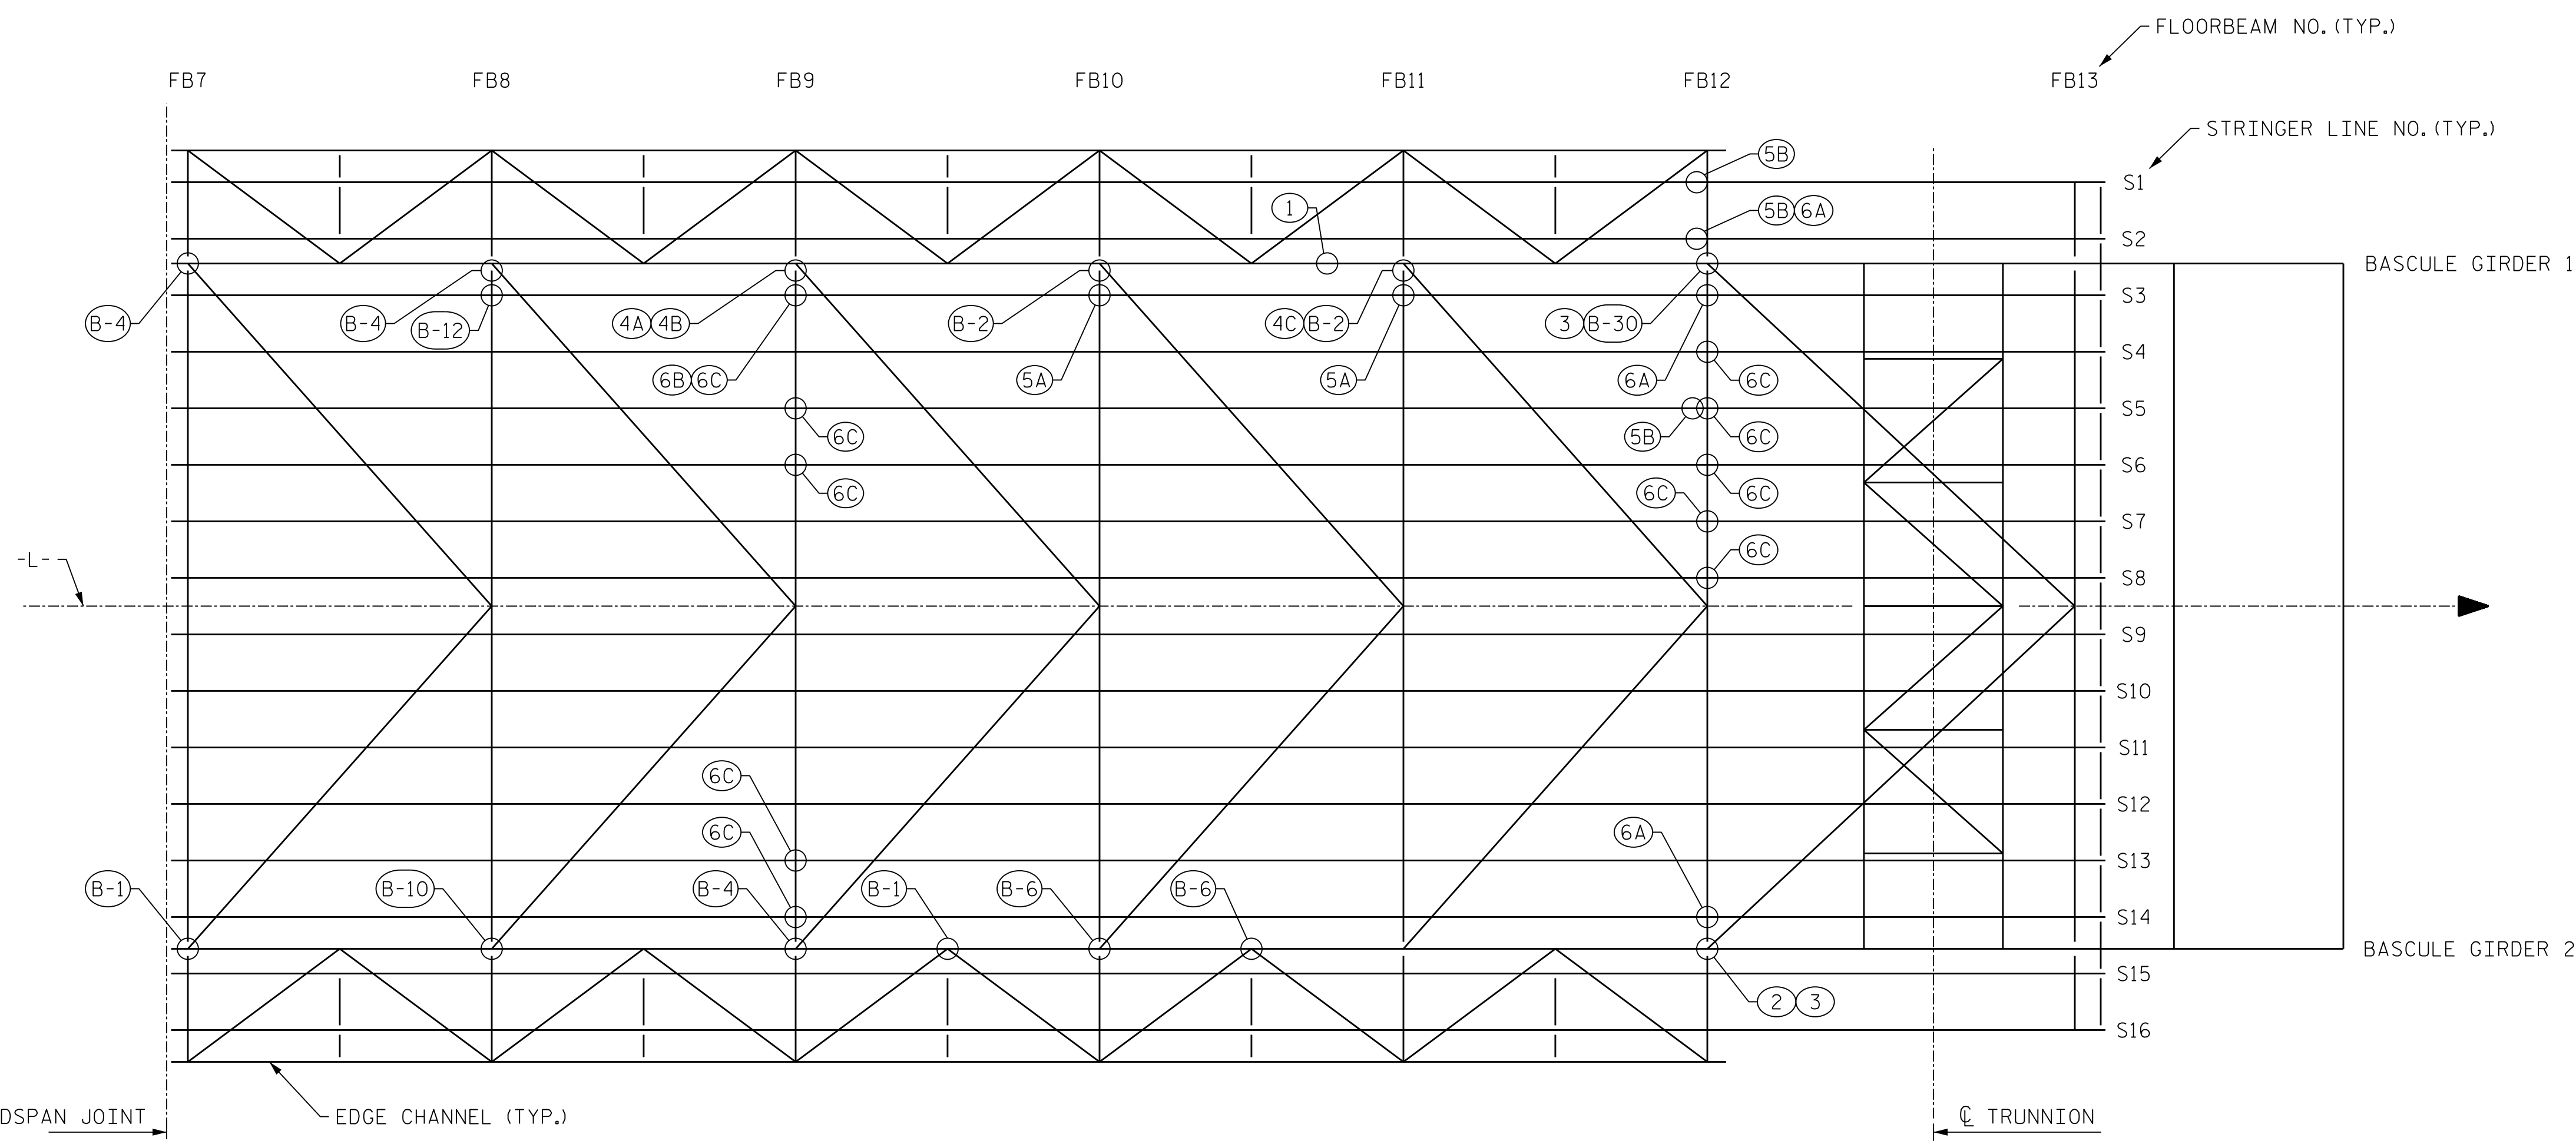 FLOORBEAM NO. (TYP.)
FB7 FB8 FB9 FB10 FB11 FB12 FB13
STRINGER LINE NO. (TYP.)
5B
S1
1
5B 6A
S2
BASCULE GIRDER 1
S3
B-4 B-4 B-12 4A 4B B-2 4C B-2 3 B-30
S4
6B 6C 5A 5A 6A 6C
S5
6C 5B 6C
S6
6C 6C 6C
S7
6C
-L-
S8
S9
S10
S11
6C
S12
6C 6A
S13
B-1 B-10 B-4 B-1 B-6 B-6
S14
BASCULE GIRDER 2
S15
2 3
S16
DSPAN JOINT
EDGE CHANNEL (TYP.)
℄ TRUNNION